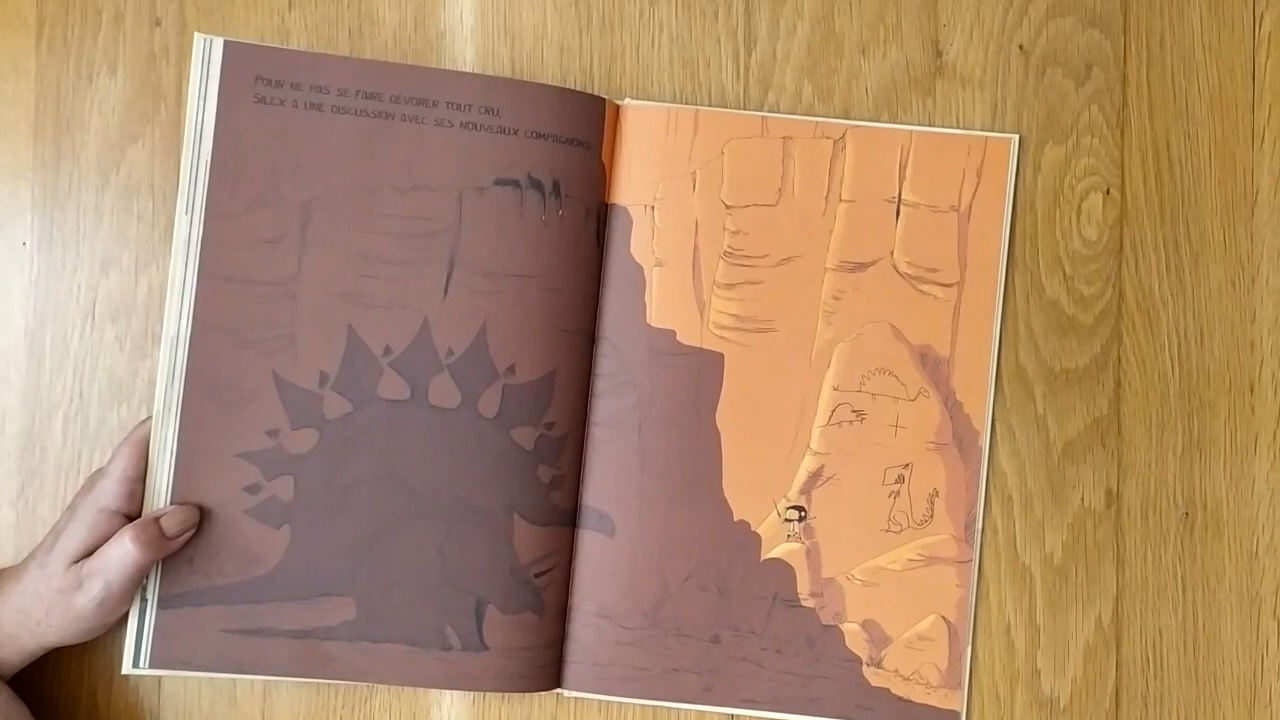 POUR NE PAS SE FAIRE DÉVORER TOUT CRU,
SILEX A UNE DISCUSSION AVEC SES NOUVEAUX COMPAGNONS.